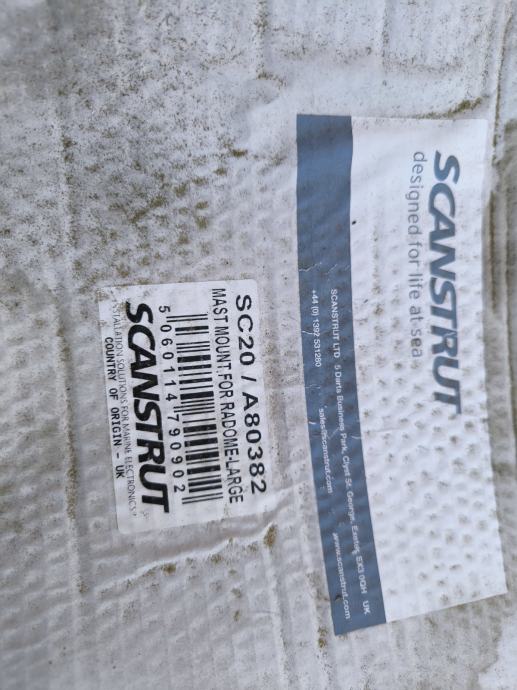 SCANSTRUT
designed for life at sea
SCANSTRUT LTD 5 Darts Business Park, Clyst St. George, Exeter, EX3 0QH UK
+44 (0) 1392 531280 sales@scanstrut.com www.scanstrut.com
SC20 / A80382
MAST MOUNT,FOR RADOME-LARGE
5 060114 790902
SCANSTRUT
INSTALLATION SOLUTIONS FOR MARINE ELECTRONICS
COUNTRY OF ORIGIN - UK